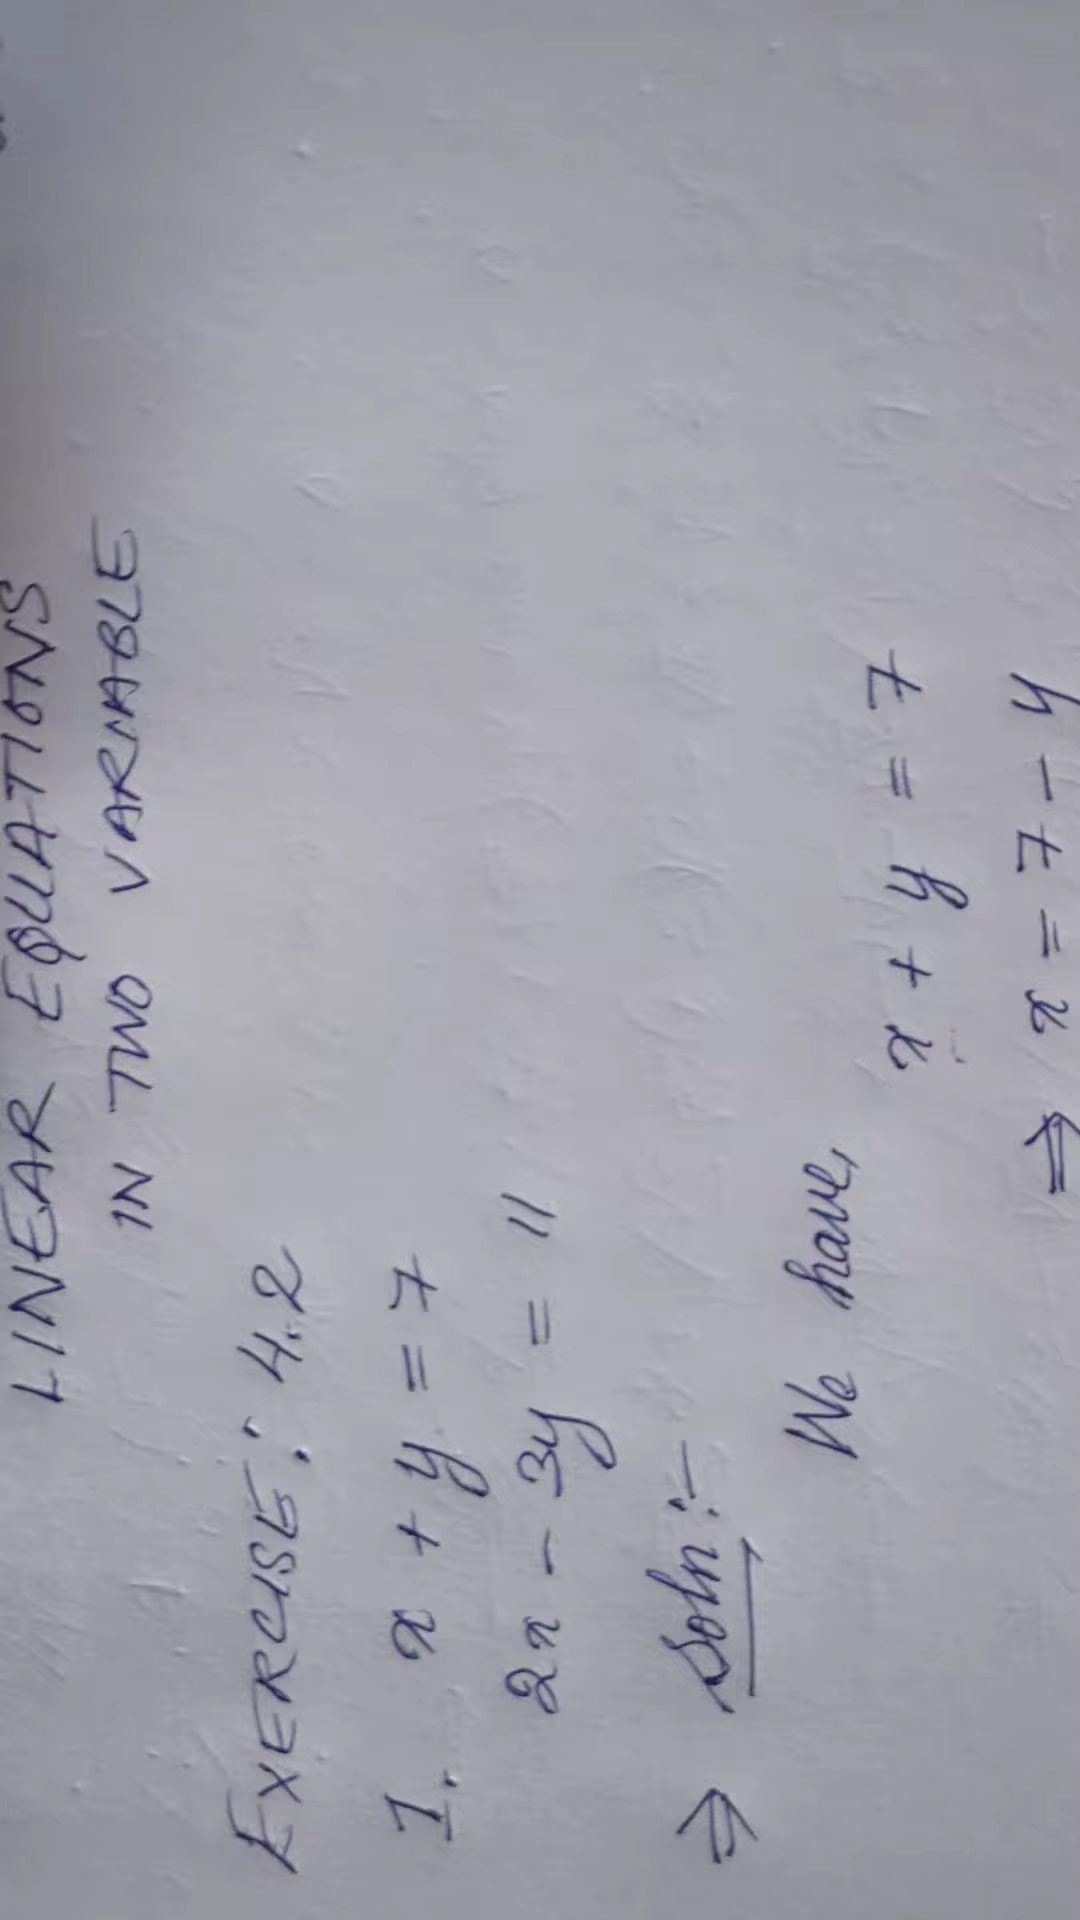 LINEAR EQUATIONS
IN TWO VARIABLE
EXERCISE: 4.2
1. x + y = 7
2x - 3y = 11
⇒ Soln :-
We have,
x + y = 7
⇒ x = 7 - y